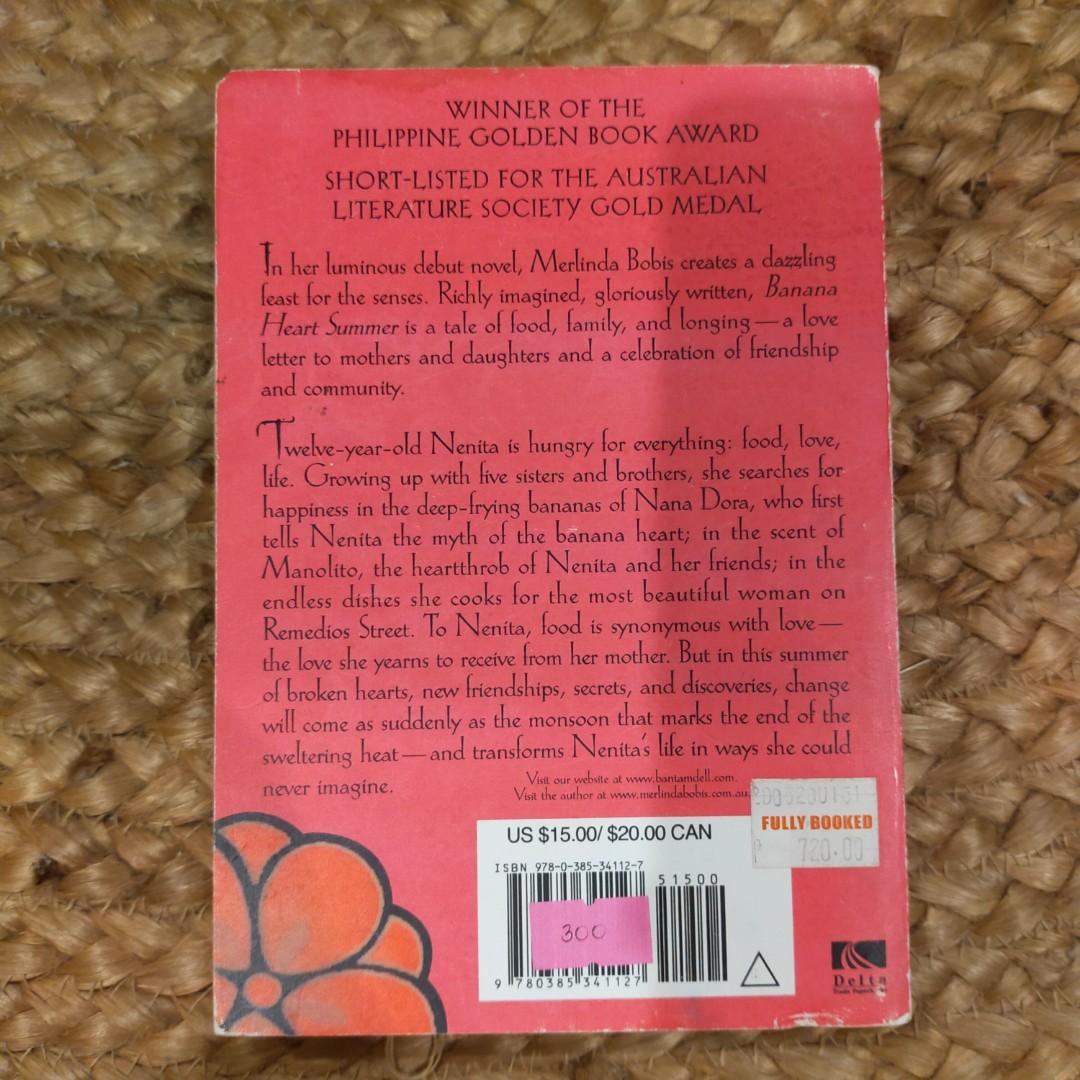 WINNER OF THE
PHILIPPINE GOLDEN BOOK AWARD
SHORT-LISTED FOR THE AUSTRALIAN
LITERATURE SOCIETY GOLD MEDAL
In her luminous debut novel, Merlinda Bobis creates a dazzling
feast for the senses. Richly imagined, gloriously written, Banana
Heart Summer is a tale of food, family, and longing—a love
letter to mothers and daughters and a celebration of friendship
and community.
Twelve-year-old Nenita is hungry for everything: food, love,
life. Growing up with five sisters and brothers, she searches for
happiness in the deep-frying bananas of Nana Dora, who first
tells Nenita the myth of the banana heart; in the scent of
Manolito, the heartthrob of Nenita and her friends; in the
endless dishes she cooks for the most beautiful woman on
Remedios Street. To Nenita, food is synonymous with love—
the love she yearns to receive from her mother. But in this summer
of broken hearts, new friendships, secrets, and discoveries, change
will come as suddenly as the monsoon that marks the end of the
sweltering heat—and transforms Nenita's life in ways she could
never imagine.
Visit our website at www.bantamdell.com.
Visit the author at www.merlindabobis.com.au.
FULLY BOOKED
720.00
US $15.00/ $20.00 CAN
ISBN 978-0-385-34112-7
51500
300
9 780385 341127
Delta
Trade Paperbacks